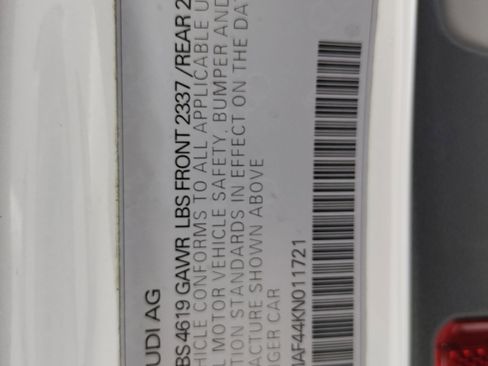 UDI AG
BS 4619 GAWR LBS FRONT 2337 /REAR 2
HICLE CONFORMS TO ALL APPLICABLE U
L MOTOR VEHICLE SAFETY, BUMPER AND
TION STANDARDS IN EFFECT ON THE DA
ACTURE SHOWN ABOVE
NGER CAR
AF44KN011721